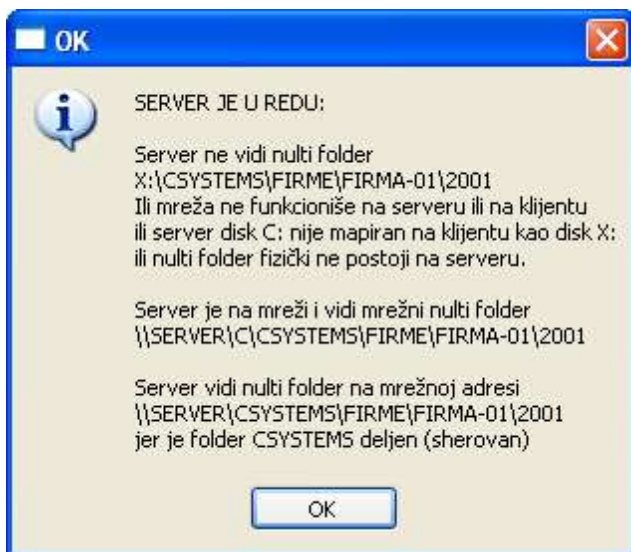 OK
SERVER JE U REDU:
Server ne vidi nulti folder
X:\CSYSTEMS\FIRME\FIRMA-01\2001
Ili mreža ne funkcioniše na serveru ili na klijentu
ili server disk C: nije mapiran na klijentu kao disk X:
ili nulti folder fizički ne postoji na serveru.
Server je na mreži i vidi mrežni nulti folder
\\SERVER\C\CSYSTEMS\FIRME\FIRMA-01\2001
Server vidi nulti folder na mrežnoj adresi
\\SERVER\CSYSTEMS\FIRME\FIRMA-01\2001
jer je folder CSYSTEMS deljen (sherovan)
OK